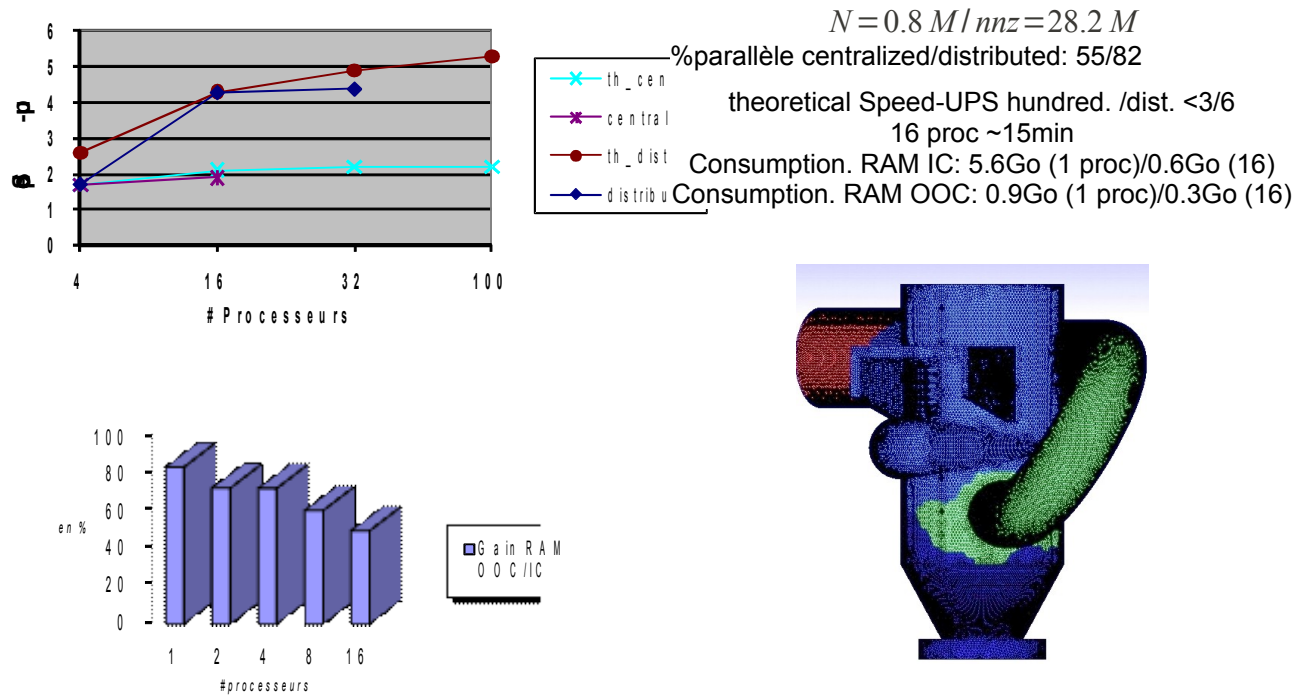 N=0.8 M / nnz=28.2 M
%parallèle centralized/distributed: 55/82
theoretical Speed-UPS hundred. /dist. <3/6
16 proc ~15min
Consumption. RAM IC: 5.6Go (1 proc)/0.6Go (16)
Consumption. RAM OOC: 0.9Go (1 proc)/0.3Go (16)
6
5
4
3
2
1
0
4 16 32 100
# Processeurs
th_cen
central
th_dist
distribu
100
80
60
40
20
0
en %
1 2 4 8 16
#processeurs
Gain RAM
OOC/IC